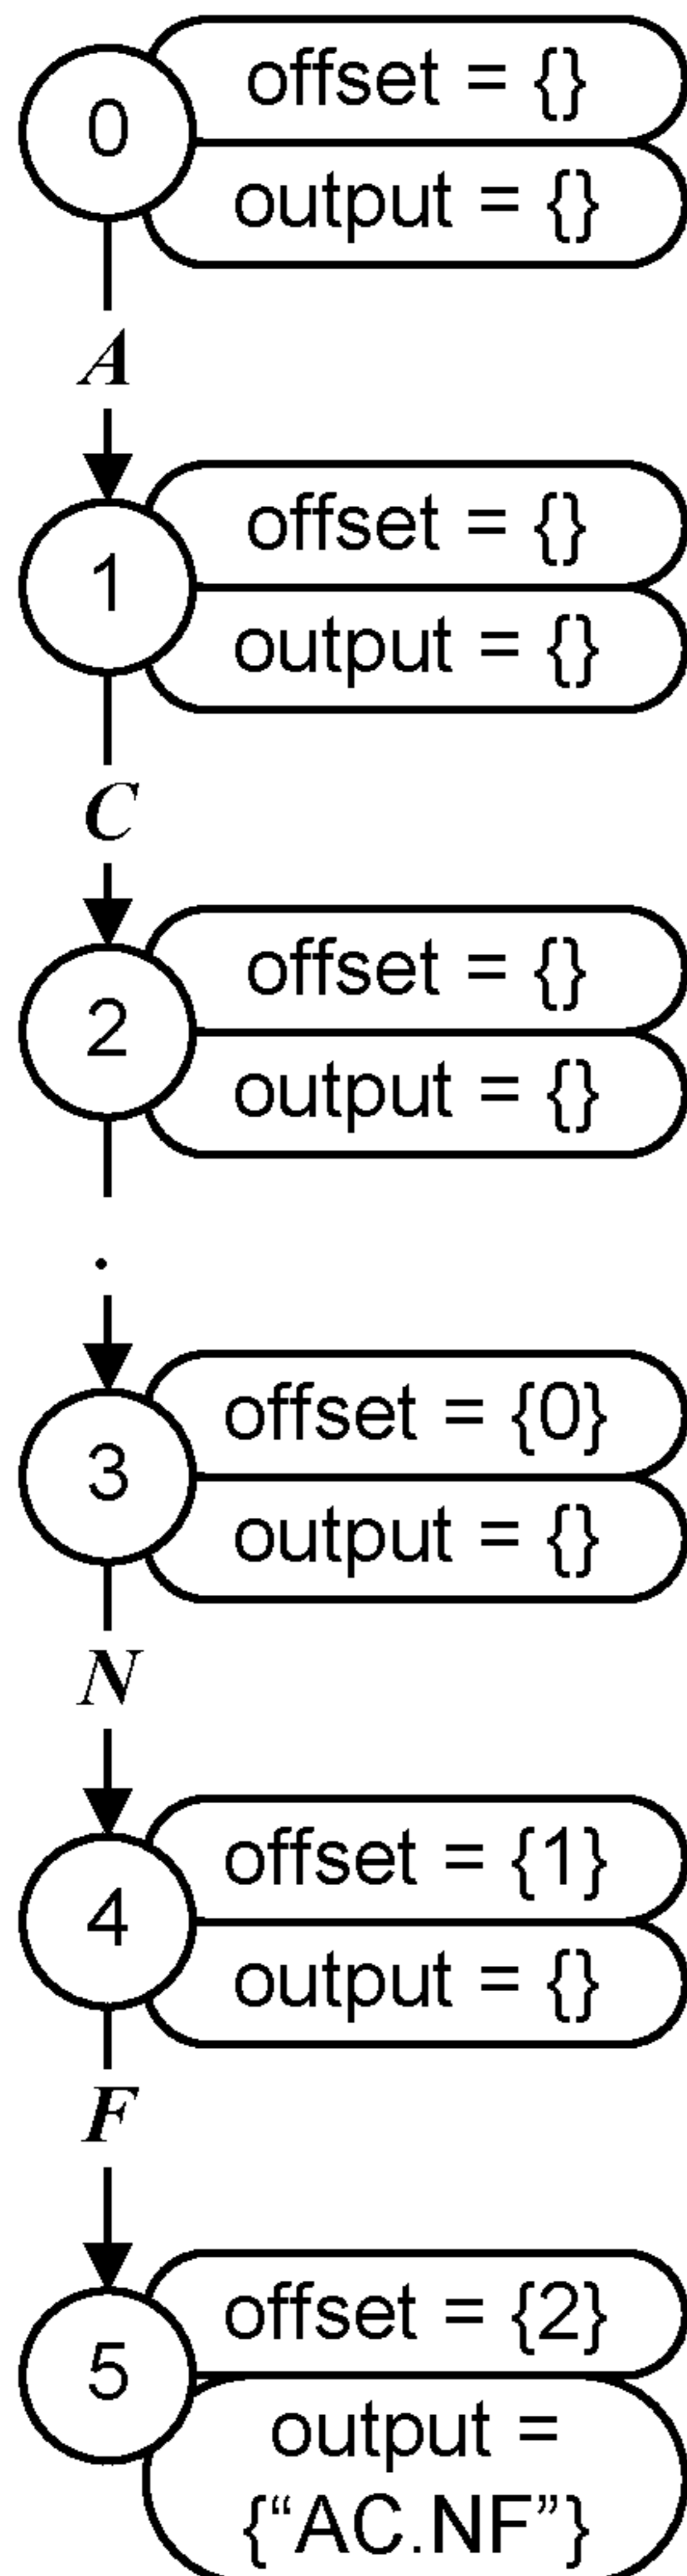 0
offset = {}
output = {}
A
1
offset = {}
output = {}
C
2
offset = {}
output = {}
.
3
offset = {0}
output = {}
N
4
offset = {1}
output = {}
F
5
offset = {2}
output =
{“AC.NF”}